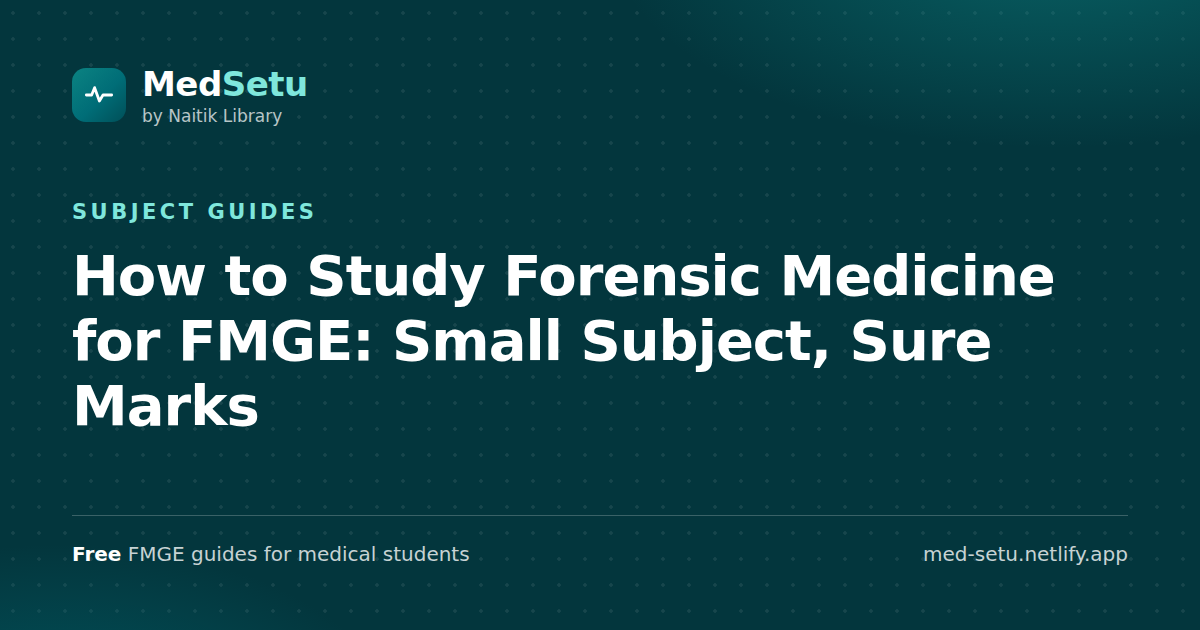 MedSetu
by Naitik Library
SUBJECT GUIDES
How to Study Forensic Medicine
for FMGE: Small Subject, Sure
Marks
Free FMGE guides for medical students
med-setu.netlify.app